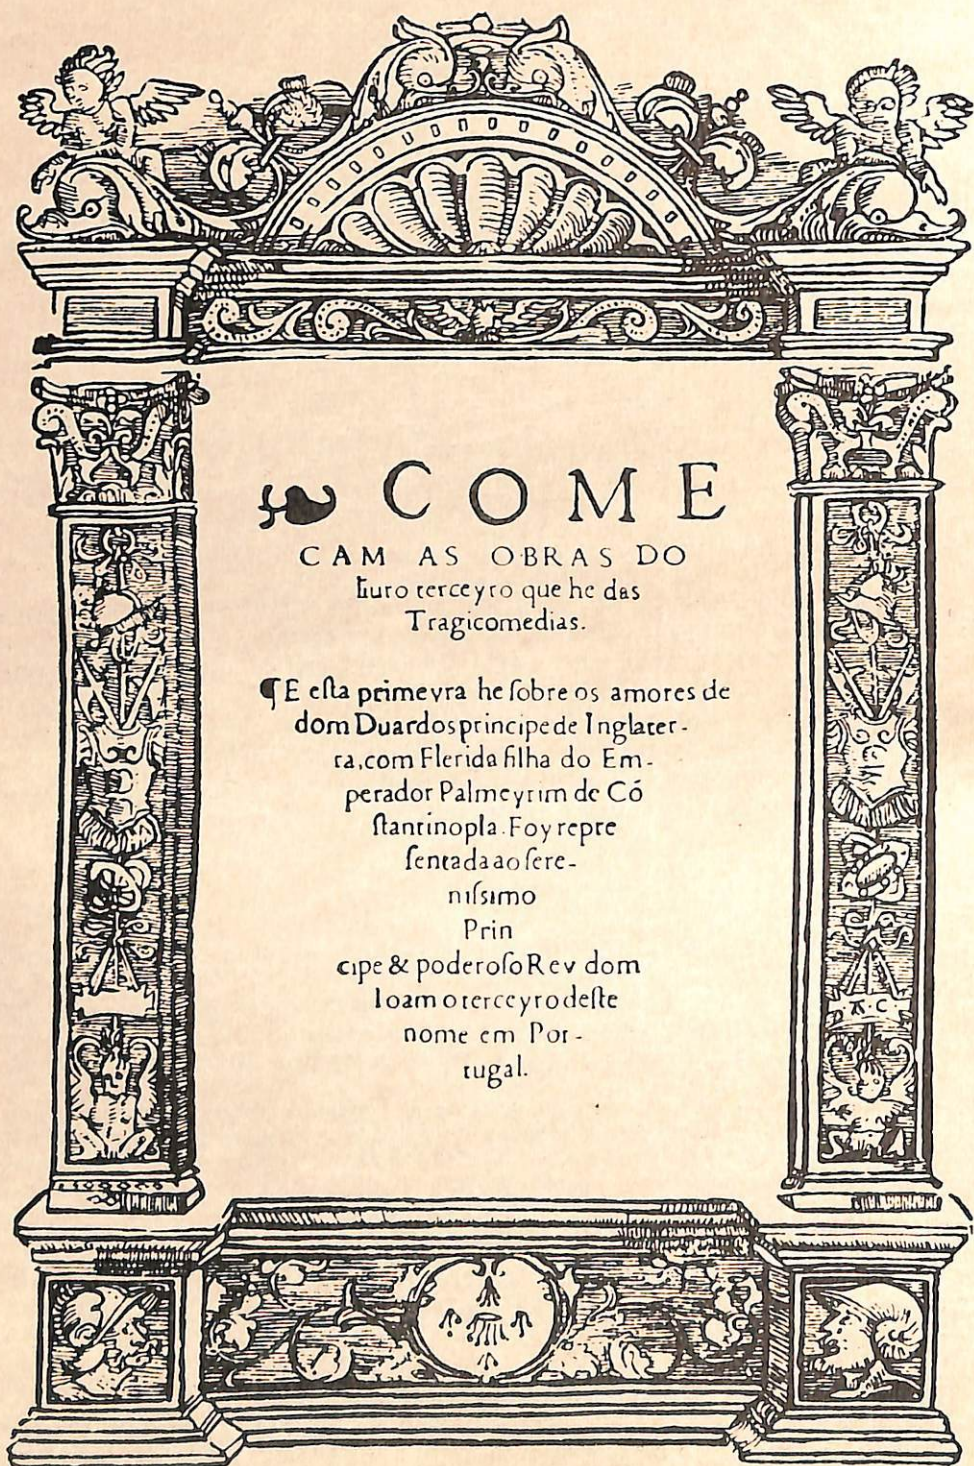 COME
CAM AS OBRAS DO
liuro terceyro que he das
Tragicomedias.
¶E eſta primeyra he ſobre os amores de
dom Duardos principe de Inglater-
ra, com Flerida filha do Em-
perador Palmeyrim de Có
ſtantinopla. Foy repre
ſentada ao ſere-
niſsimo
Prin
cipe & poderoſo Rey dom
Ioam o terceyro deſte
nome em Por-
tugal.
D·A·C·